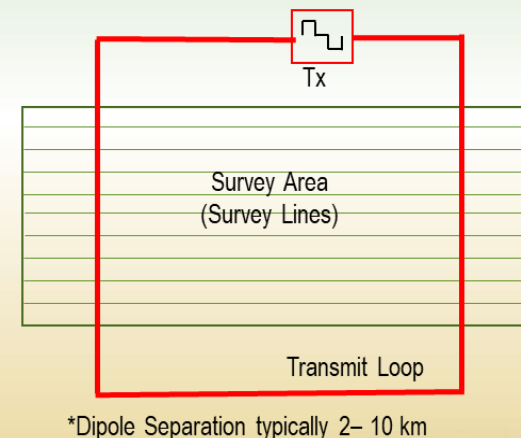 Tx
Survey Area
(Survey Lines)
Transmit Loop
*Dipole Separation typically 2– 10 km